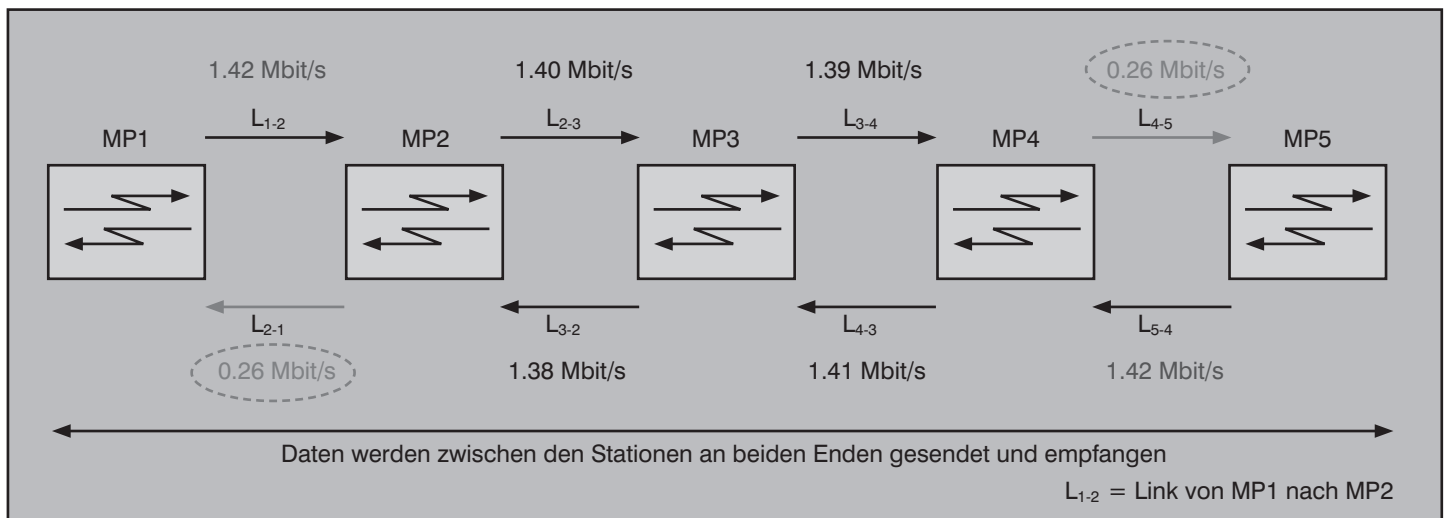 1.42 Mbit/s 1.40 Mbit/s 1.39 Mbit/s 0.26 Mbit/s
L1-2 L2-3 L3-4 L4-5
MP1 MP2 MP3 MP4 MP5
L2-1 L3-2 L4-3 L5-4
0.26 Mbit/s 1.38 Mbit/s 1.41 Mbit/s 1.42 Mbit/s
Daten werden zwischen den Stationen an beiden Enden gesendet und empfangen
L1-2 = Link von MP1 nach MP2